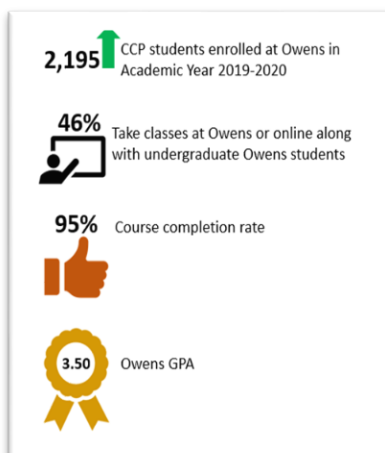 2,195 CCP students enrolled at Owens in
Academic Year 2019-2020
46%
Take classes at Owens or online along
with undergraduate Owens students
95% Course completion rate
3.50 Owens GPA